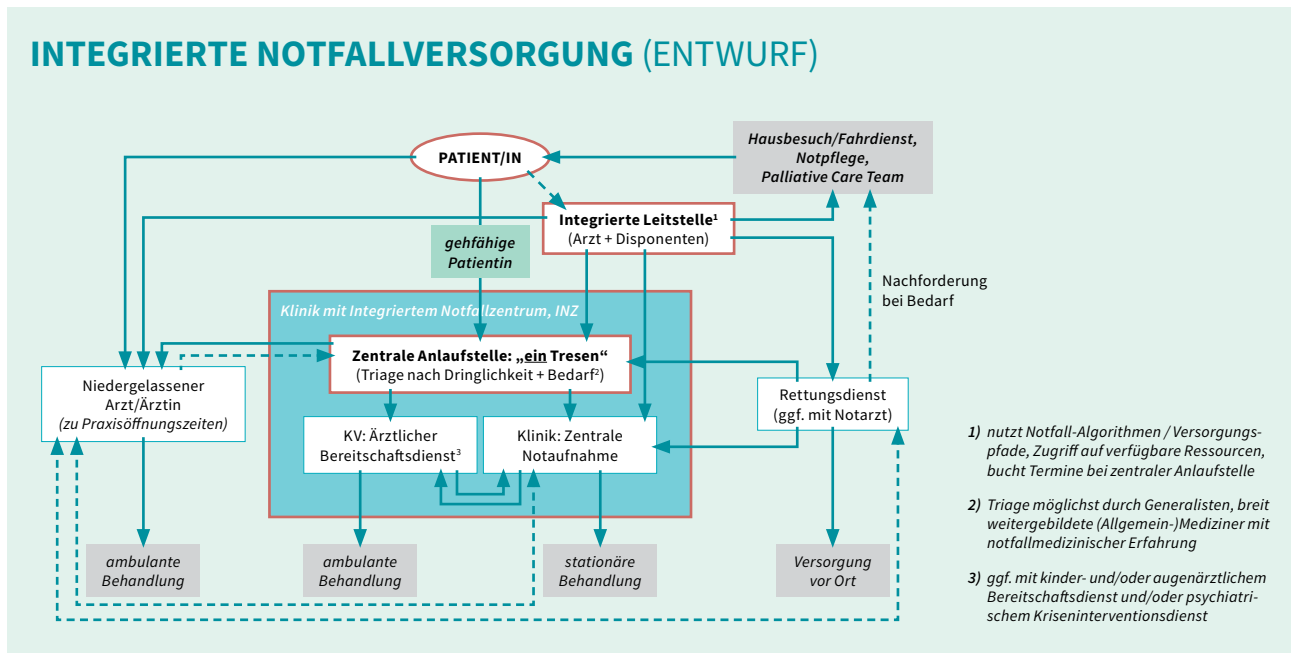 INTEGRIERTE NOTFALLVERSORGUNG (ENTWURF)
PATIENT/IN
Hausbesuch/Fahrdienst,
Notpflege,
Palliative Care Team
Integrierte Leitstelle¹
(Arzt + Disponenten)
gehfähige
Patientin
Nachforderung
bei Bedarf
Klinik mit Integriertem Notfallzentrum, INZ
Zentrale Anlaufstelle: „ein Tresen“
(Triage nach Dringlichkeit + Bedarf²)
Niedergelassener
Arzt/Ärztin
(zu Praxisöffnungszeiten)
Rettungsdienst
(ggf. mit Notarzt)
KV: Ärztlicher
Bereitschaftsdienst³
Klinik: Zentrale
Notaufnahme
ambulante
Behandlung
ambulante
Behandlung
stationäre
Behandlung
Versorgung
vor Ort
1) nutzt Notfall-Algorithmen / Versorgungs-
pfade, Zugriff auf verfügbare Ressourcen,
bucht Termine bei zentraler Anlaufstelle
2) Triage möglichst durch Generalisten, breit
weitergebildete (Allgemein-)Mediziner mit
notfallmedizinischer Erfahrung
3) ggf. mit kinder- und/oder augenärztlichem
Bereitschaftsdienst und/oder psychiatri-
schem Kriseninterventionsdienst